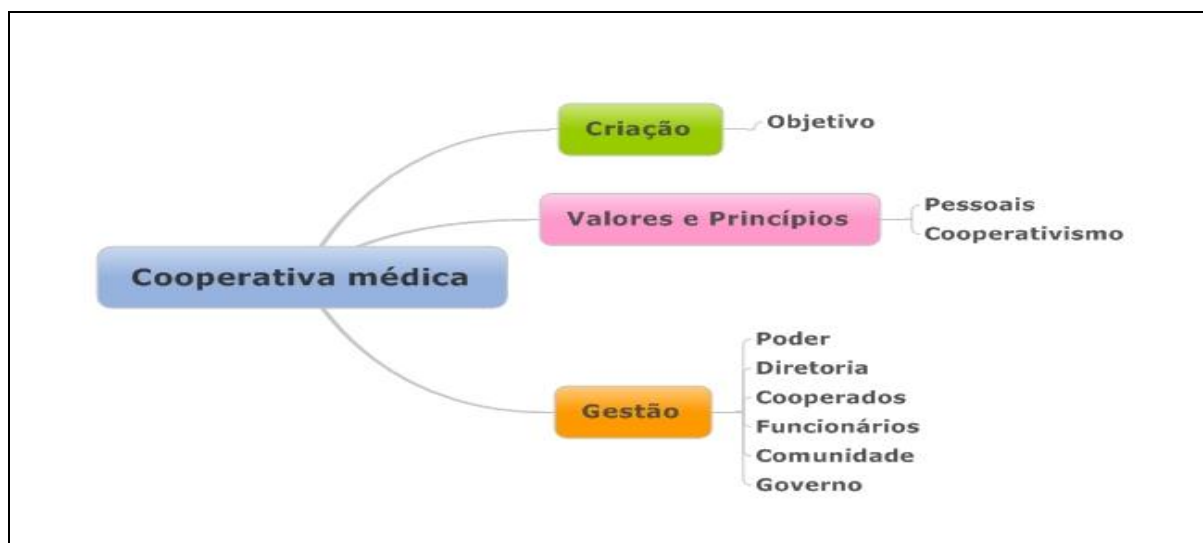 Criação
Objetivo
Valores e Princípios
Pessoais
Cooperativismo
Cooperativa médica
Gestão
Poder
Diretoria
Cooperados
Funcionários
Comunidade
Governo